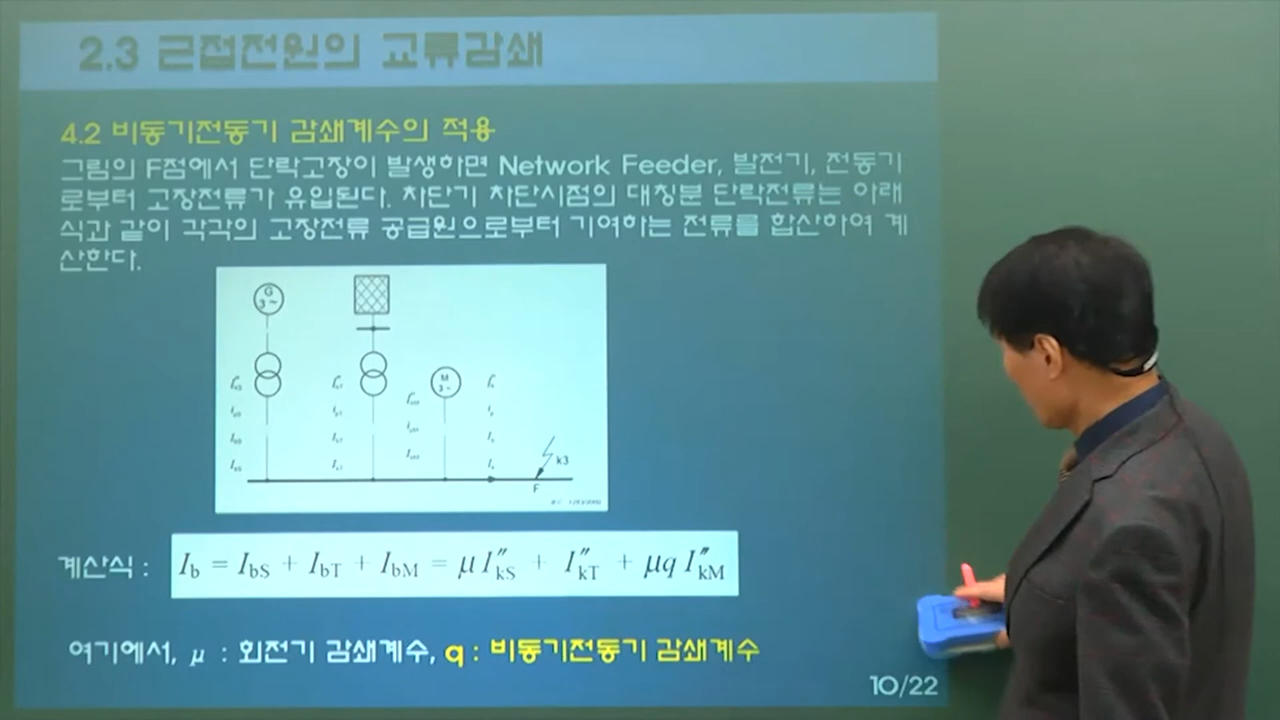 2.3 근접전원의 교류감쇄
4.2 비동기전동기 감쇄계수의 적용
그림의 F점에서 단락고장이 발생하면 Network Feeder, 발전기, 전동기
로부터 고장전류가 유입된다. 차단기 차단시점의 대칭분 단락전류는 아래
식과 같이 각각의 고장전류 공급원으로부터 기여하는 전류를 합산하여 계
산한다.
G
3 ~
M
3 ~
k3
F
계산식 : I_b = I_bS + I_bT + I_bM = μ I″_kS + I″_kT + μq I″_kM
여기에서, μ : 회전기 감쇄계수, q : 비동기전동기 감쇄계수
10/22